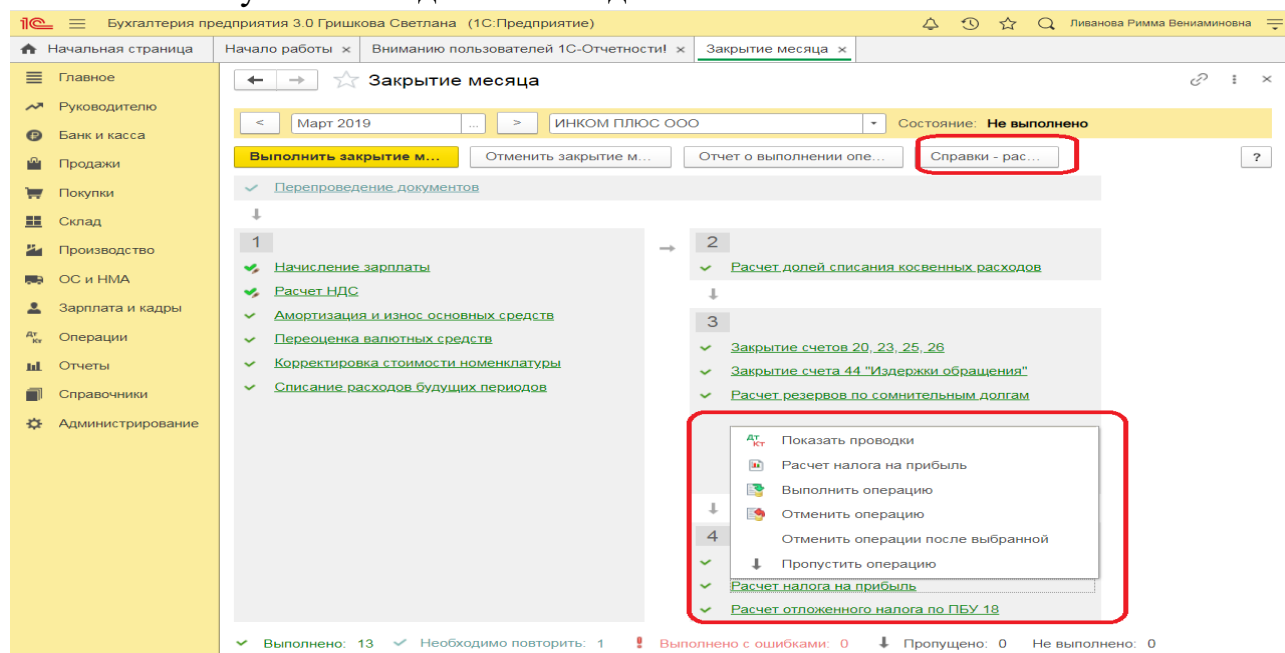 1С Бухгалтерия предприятия 3.0 Гришкова Светлана (1С:Предприятие) Ливанова Римма Вениаминовна
Начальная страница Начало работы × Вниманию пользователей 1С-Отчетности! × Закрытие месяца ×
Главное
Руководителю
Банк и касса
Продажи
Покупки
Склад
Производство
ОС и НМА
Зарплата и кадры
Операции
Отчеты
Справочники
Администрирование
Закрытие месяца
< Март 2019 ... > ИНКОМ ПЛЮС ООО Состояние: Не выполнено
Выполнить закрытие м... Отменить закрытие м... Отчет о выполнении опе... Справки - рас... ?
Перепроведение документов
1
Начисление зарплаты
Расчет НДС
Амортизация и износ основных средств
Переоценка валютных средств
Корректировка стоимости номенклатуры
Списание расходов будущих периодов
2
Расчет долей списания косвенных расходов
3
Закрытие счетов 20, 23, 25, 26
Закрытие счета 44 "Издержки обращения"
Расчет резервов по сомнительным долгам
Дт Кт Показать проводки
Расчет налога на прибыль
Выполнить операцию
Отменить операцию
Отменить операции после выбранной
Пропустить операцию
4
Расчет налога на прибыль
Расчет отложенного налога по ПБУ 18
Выполнено: 13 Необходимо повторить: 1 Выполнено с ошибками: 0 Пропущено: 0 Не выполнено: 0